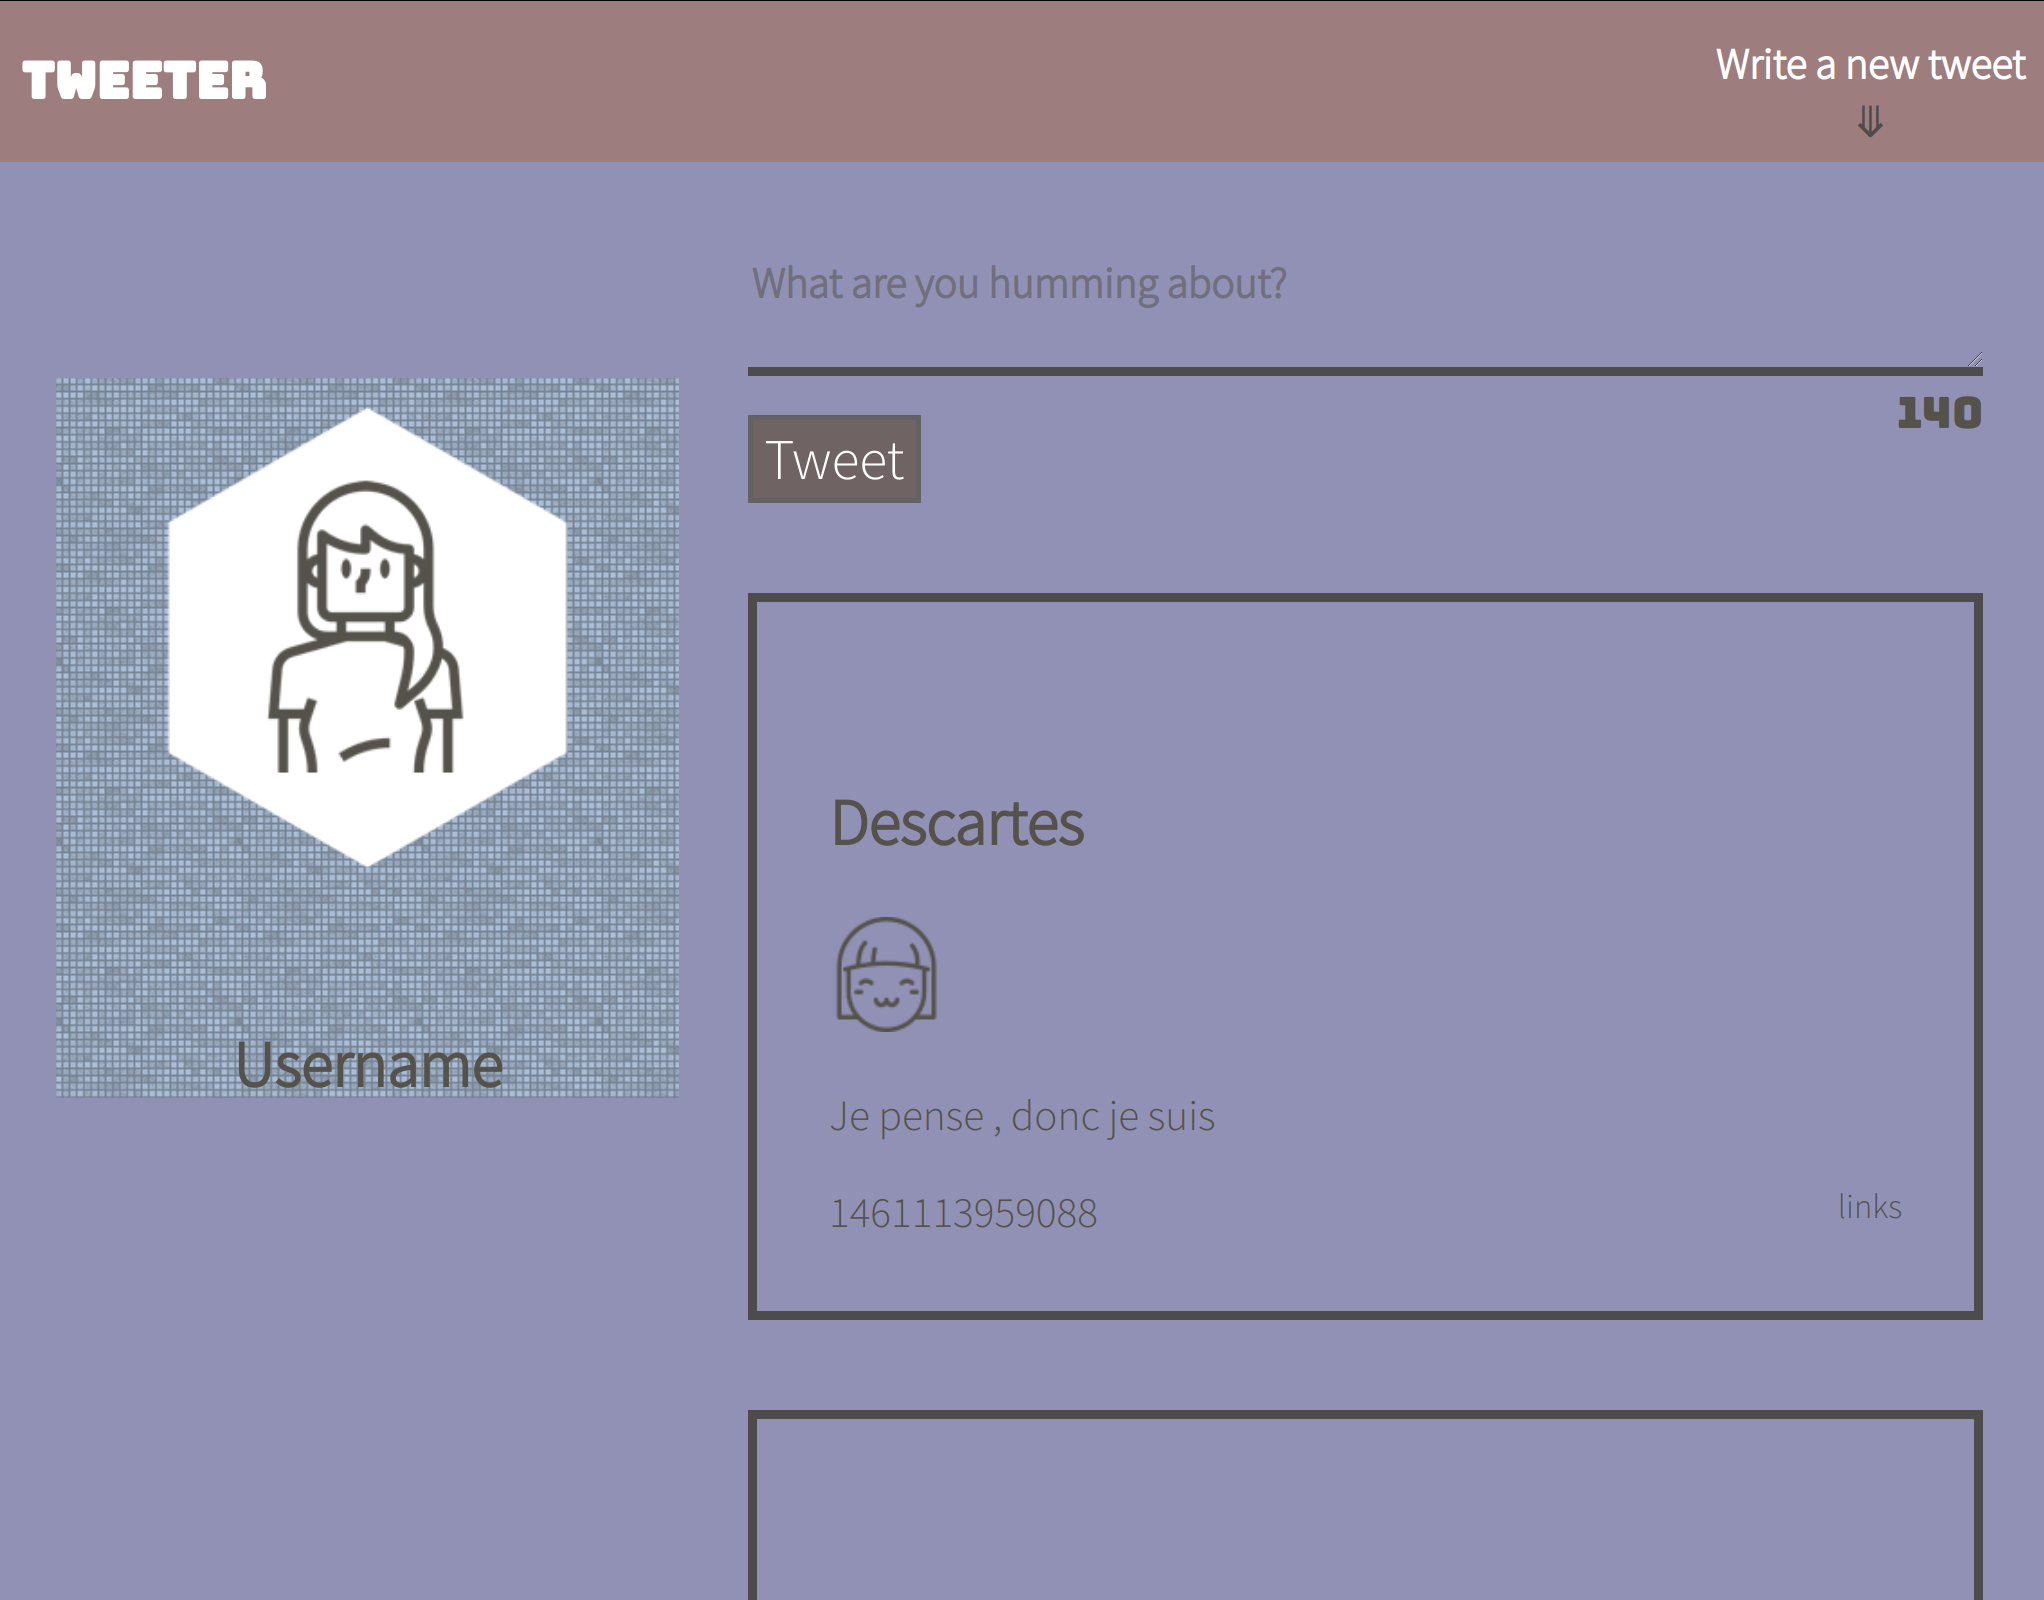 TWEETER
Write a new tweet
⤋
What are you humming about?
140
Tweet
Username
Descartes
Je pense , donc je suis
1461113959088
links